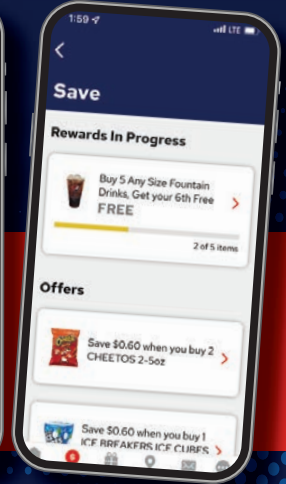 1:59
LTE
Save
Rewards In Progress
Buy 5 Any Size Fountain
Drinks, Get your 6th Free
FREE
2 of 5 items
Offers
Save $0.60 when you buy 2
CHEETOS 2-5oz
Save $0.60 when you buy 1
ICE BREAKERS ICE CUBES